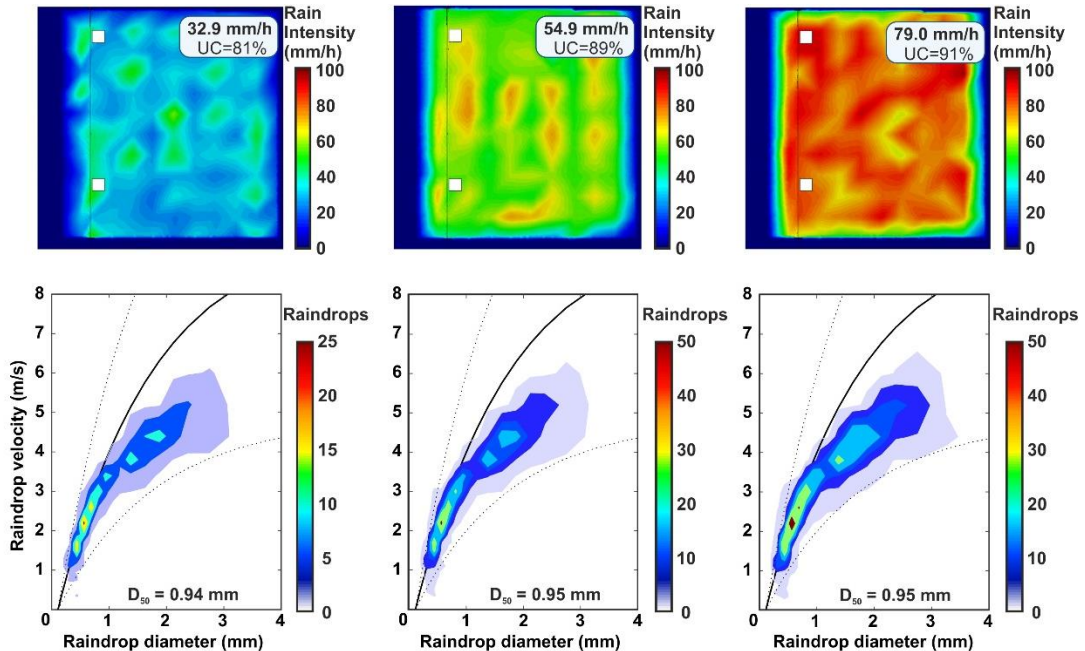 32.9 mm/h
UC=81%
Rain
Intensity
(mm/h)
100
80
60
40
20
0
54.9 mm/h
UC=89%
Rain
Intensity
(mm/h)
100
80
60
40
20
0
79.0 mm/h
UC=91%
Rain
Intensity
(mm/h)
100
80
60
40
20
0
Raindrop velocity (m/s)
8
7
6
5
4
3
2
1
0 1 2 3 4
D50 = 0.94 mm
Raindrop diameter (mm)
Raindrops
25
20
15
10
5
0
8
7
6
5
4
3
2
1
0 1 2 3 4
D50 = 0.95 mm
Raindrop diameter (mm)
Raindrops
50
40
30
20
10
0
8
7
6
5
4
3
2
1
0 1 2 3 4
D50 = 0.95 mm
Raindrop diameter (mm)
Raindrops
50
40
30
20
10
0